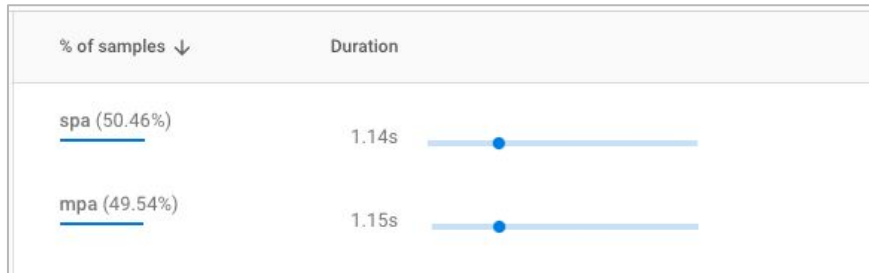 % of samples ↓ Duration
spa (50.46%)
1.14s
mpa (49.54%)
1.15s